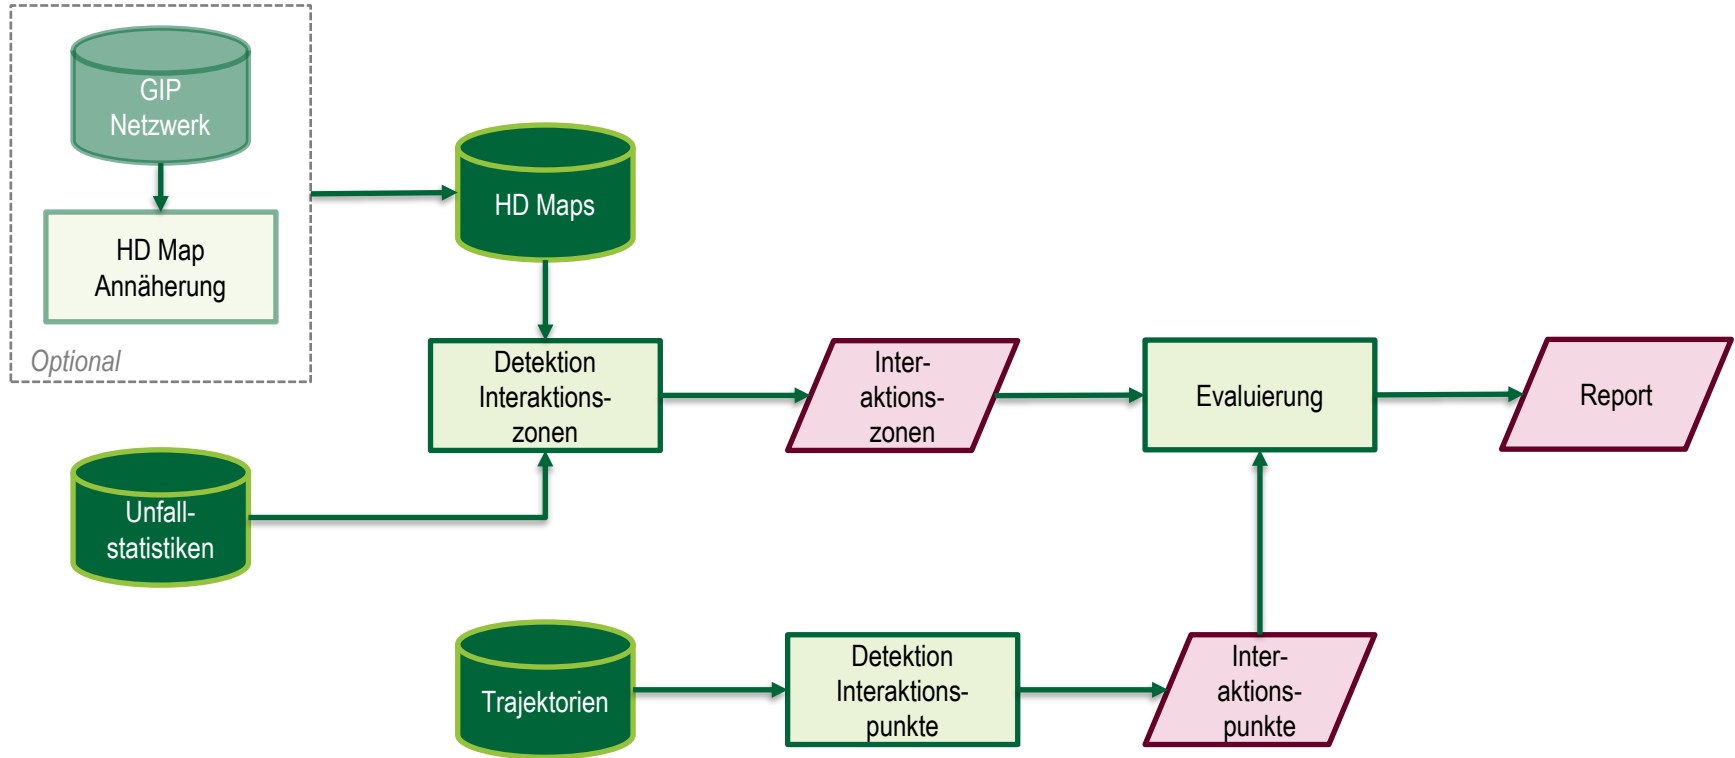 GIP
Netzwerk
HD Map
Annäherung
Optional
HD Maps
Detektion
Interaktions-
zonen
Inter-
aktions-
zonen
Evaluierung
Report
Unfall-
statistiken
Trajektorien
Detektion
Interaktions-
punkte
Inter-
aktions-
punkte